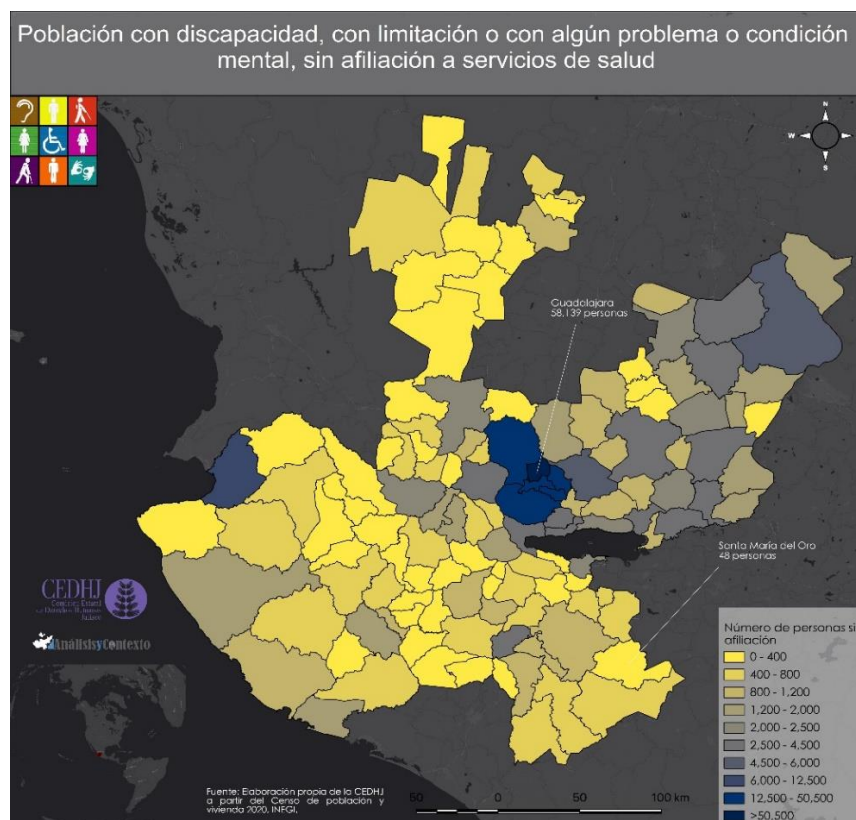 Población con discapacidad, con limitación o con algún problema o condición
mental, sin afiliación a servicios de salud
N
W
S
Guadalajara
58,139 personas
Santa María del Oro
48 personas
CEDHJ
AnálisisyContexto
Número de personas si
afiliación
0 - 400
400 - 800
800 - 1,200
1,200 - 2,000
2,000 - 2,500
2,500 - 4,500
4,500 - 6,000
6,000 - 12,500
12,500 - 50,500
>50,500
Fuente: Elaboración propia de la CEDHJ
a partir del Censo de población y
vivienda 2020, INEGI.
50 0 50 100 km